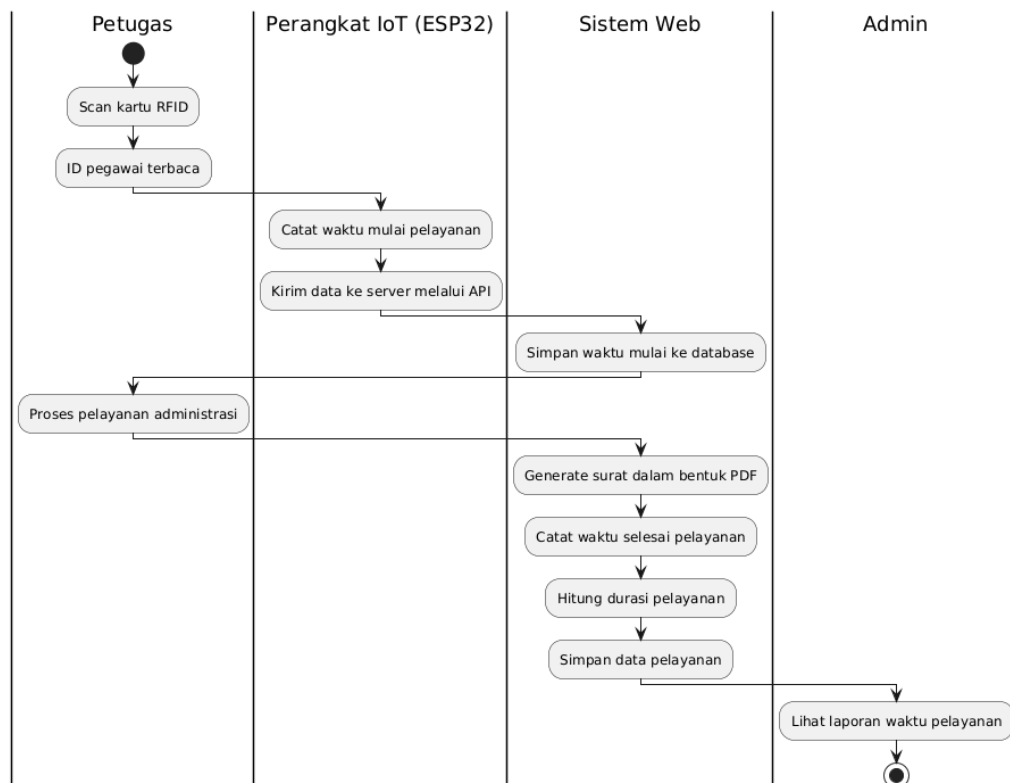 Petugas
Perangkat IoT (ESP32)
Sistem Web
Admin
Scan kartu RFID
ID pegawai terbaca
Catat waktu mulai pelayanan
Kirim data ke server melalui API
Simpan waktu mulai ke database
Proses pelayanan administrasi
Generate surat dalam bentuk PDF
Catat waktu selesai pelayanan
Hitung durasi pelayanan
Simpan data pelayanan
Lihat laporan waktu pelayanan